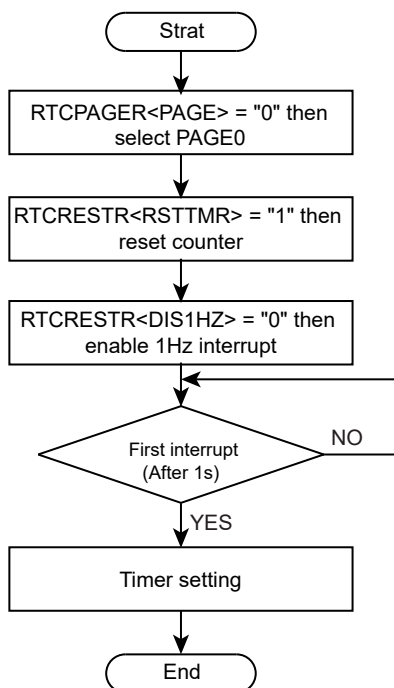 Strat
RTCPAGER<PAGE> = "0" then
select PAGE0
RTCRESTR<RSTTMR> = "1" then
reset counter
RTCRESTR<DIS1HZ> = "0" then
enable 1Hz interrupt
First interrupt
(After 1s)
NO
YES
Timer setting
End